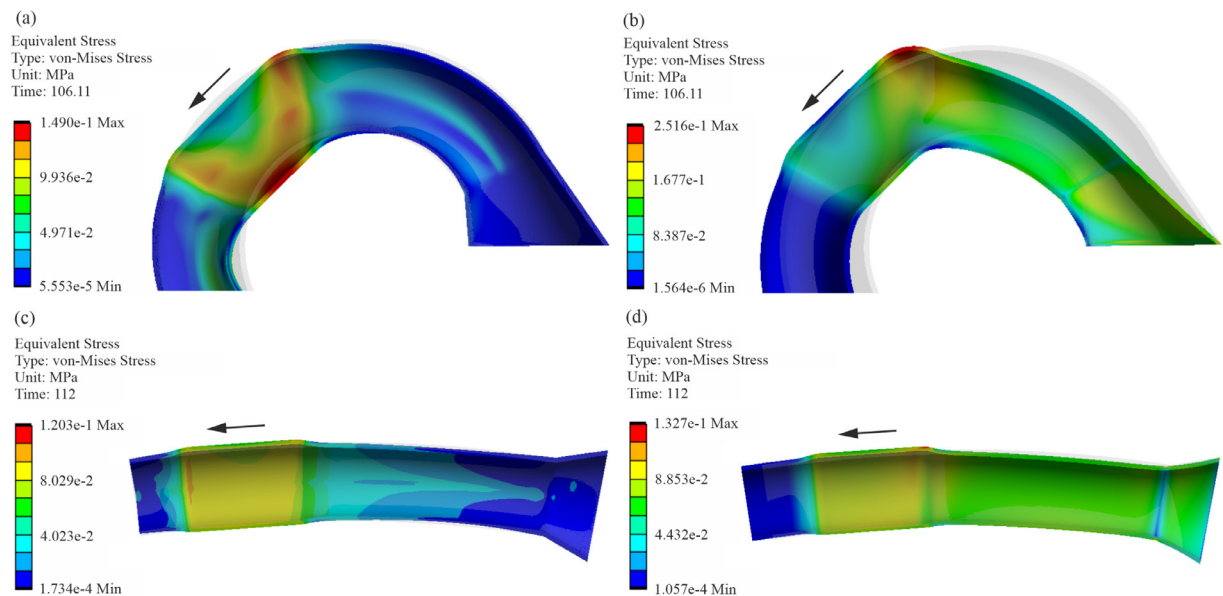 (a)
Equivalent Stress
Type: von-Mises Stress
Unit: MPa
Time: 106.11
1.490e-1 Max
9.936e-2
4.971e-2
5.553e-5 Min
(b)
Equivalent Stress
Type: von-Mises Stress
Unit: MPa
Time: 106.11
2.516e-1 Max
1.677e-1
8.387e-2
1.564e-6 Min
(c)
Equivalent Stress
Type: von-Mises Stress
Unit: MPa
Time: 112
1.203e-1 Max
8.029e-2
4.023e-2
1.734e-4 Min
(d)
Equivalent Stress
Type: von-Mises Stress
Unit: MPa
Time: 112
1.327e-1 Max
8.853e-2
4.432e-2
1.057e-4 Min